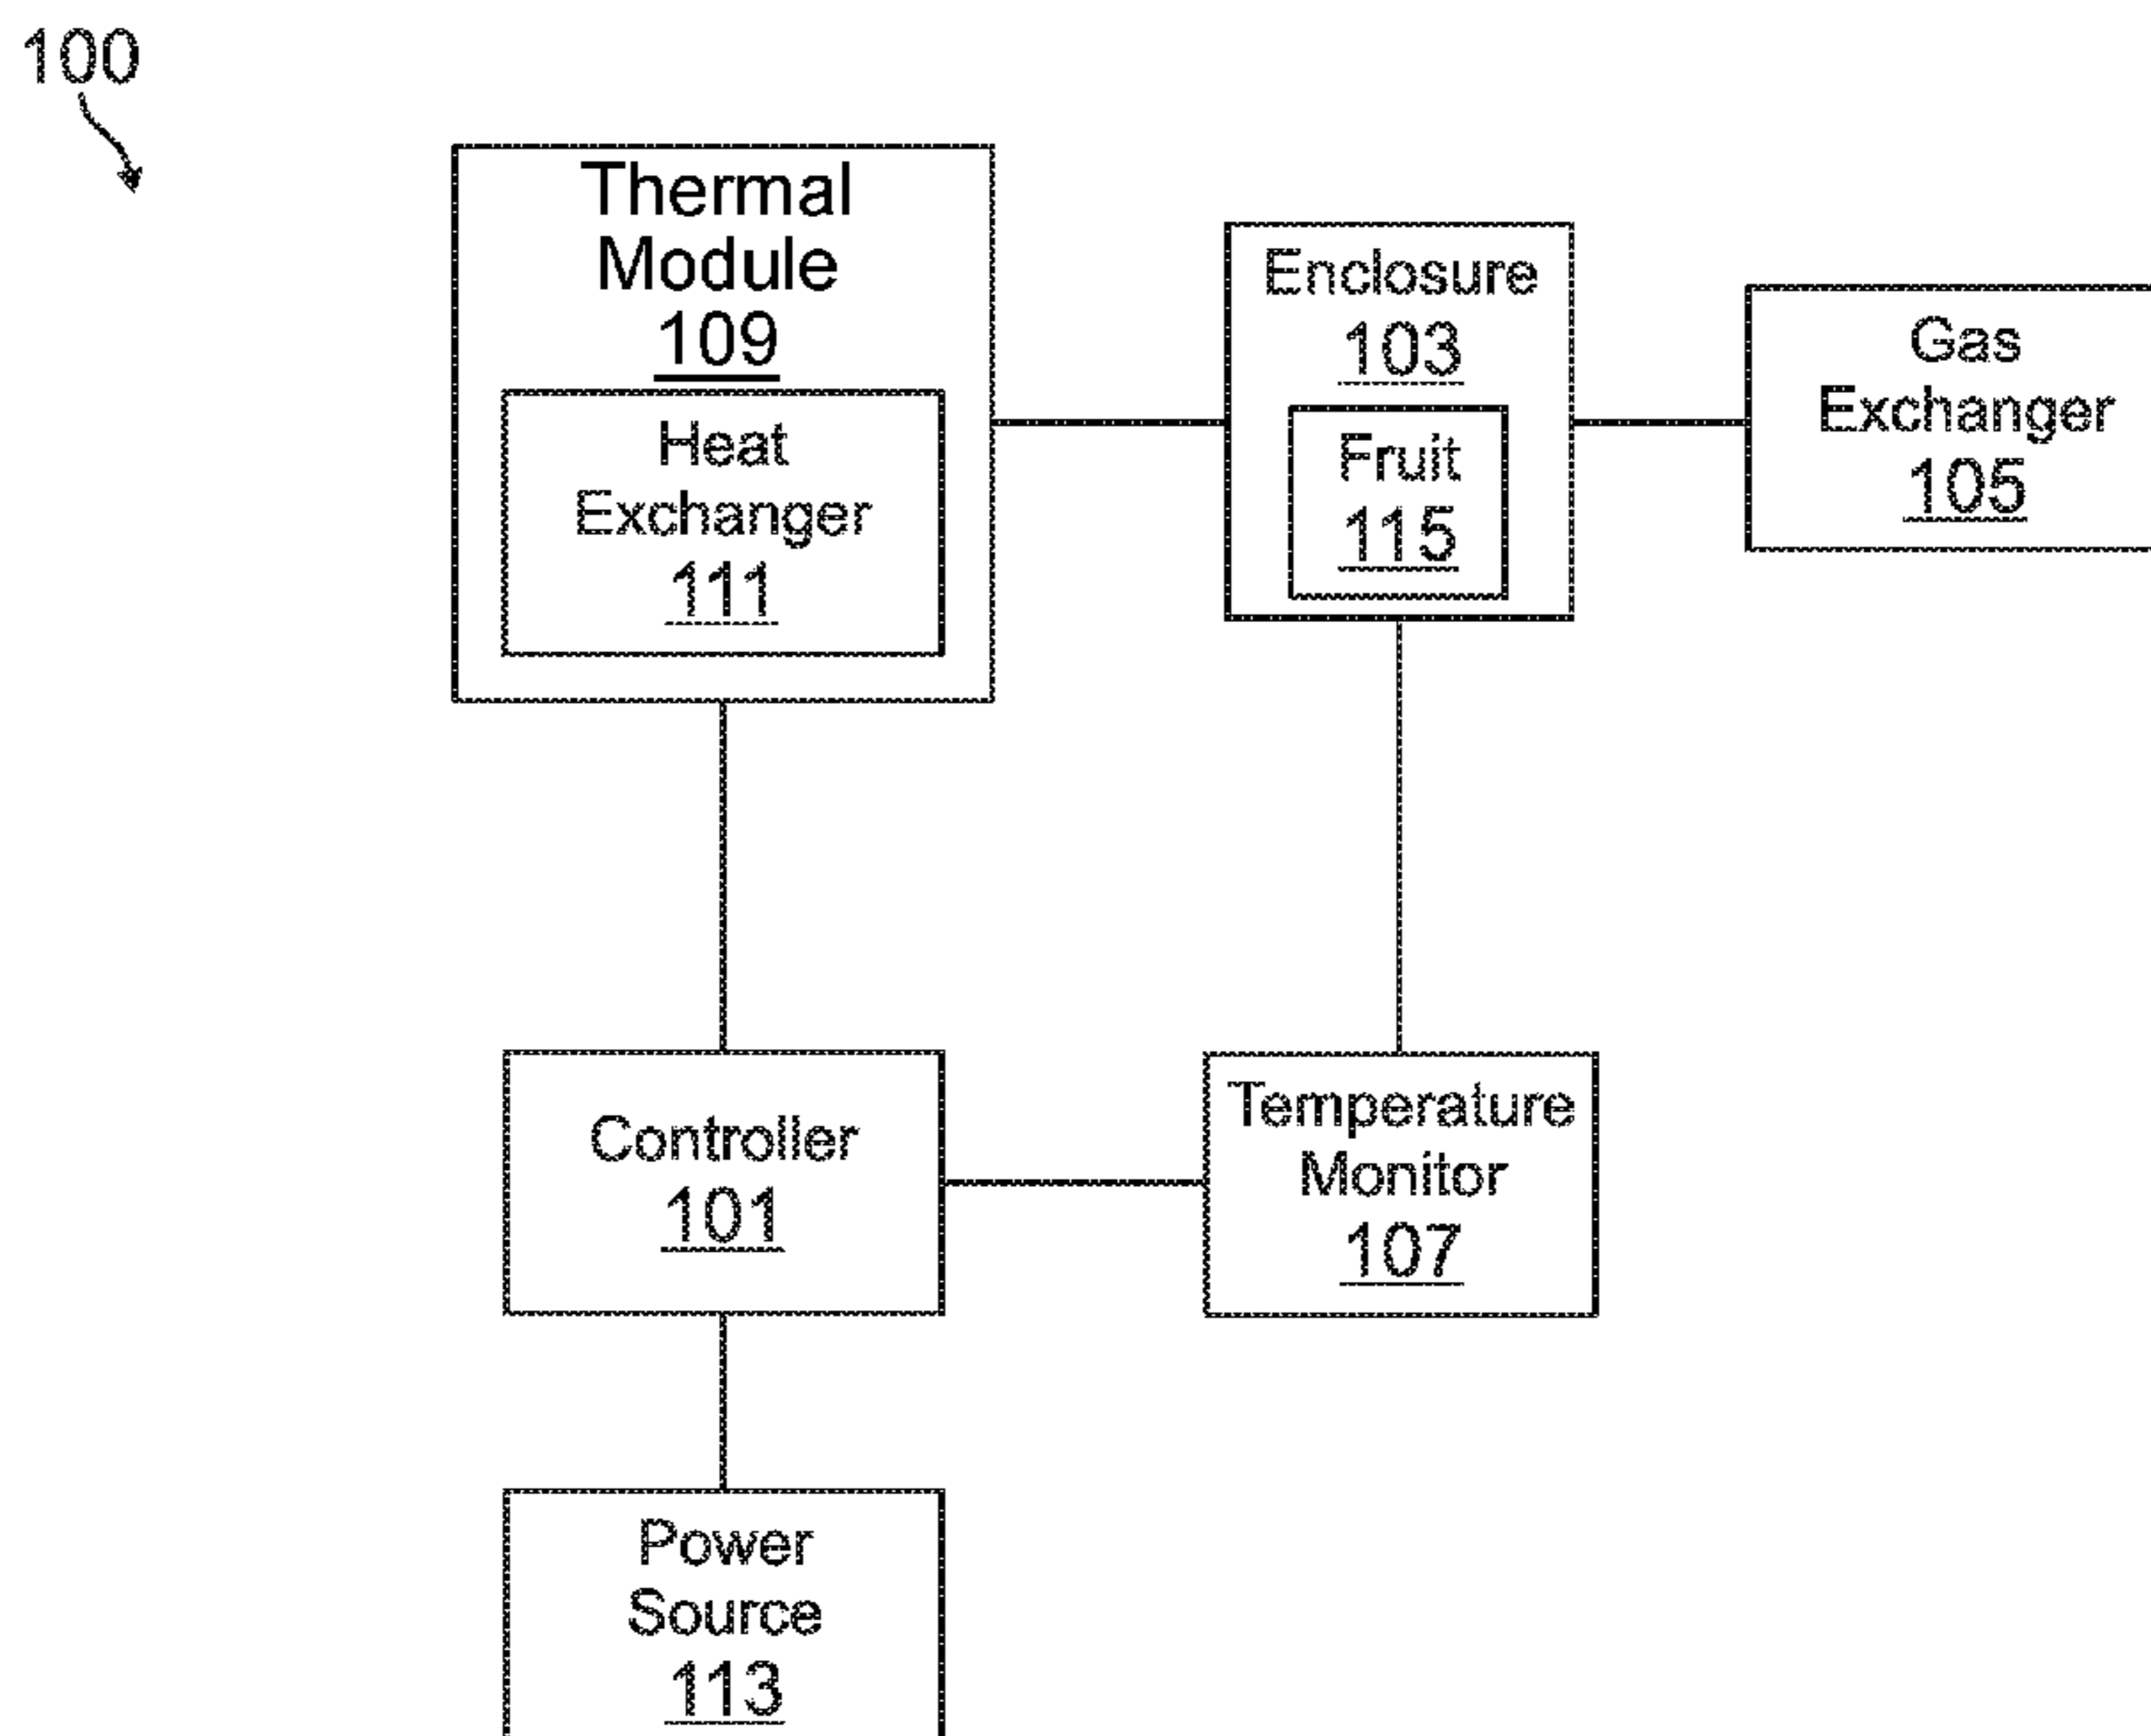 100
Thermal
Module
109
Heat
Exchanger
111
Enclosure
103
Fruit
115
Gas
Exchanger
105
Controller
101
Temperature
Monitor
107
Power
Source
113